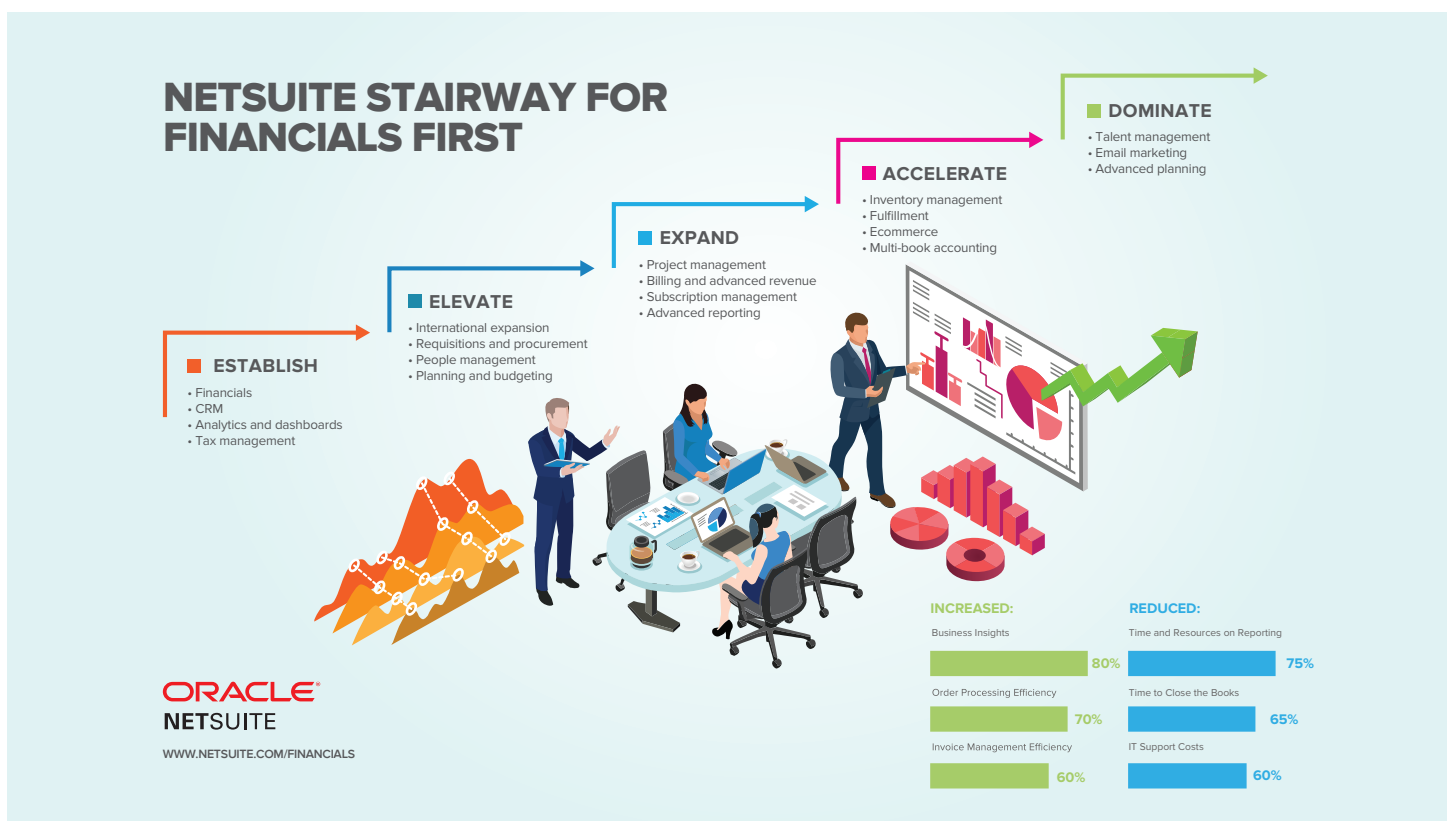 NETSUITE STAIRWAY FOR
FINANCIALS FIRST
ESTABLISH
• Financials
• CRM
• Analytics and dashboards
• Tax management
ELEVATE
• International expansion
• Requisitions and procurement
• People management
• Planning and budgeting
EXPAND
• Project management
• Billing and advanced revenue
• Subscription management
• Advanced reporting
ACCELERATE
• Inventory management
• Fulfillment
• Ecommerce
• Multi-book accounting
DOMINATE
• Talent management
• Email marketing
• Advanced planning
INCREASED:
Business Insights
80%
Order Processing Efficiency
70%
Invoice Management Efficiency
60%
REDUCED:
Time and Resources on Reporting
75%
Time to Close the Books
65%
IT Support Costs
60%
ORACLE®
NETSUITE
WWW.NETSUITE.COM/FINANCIALS